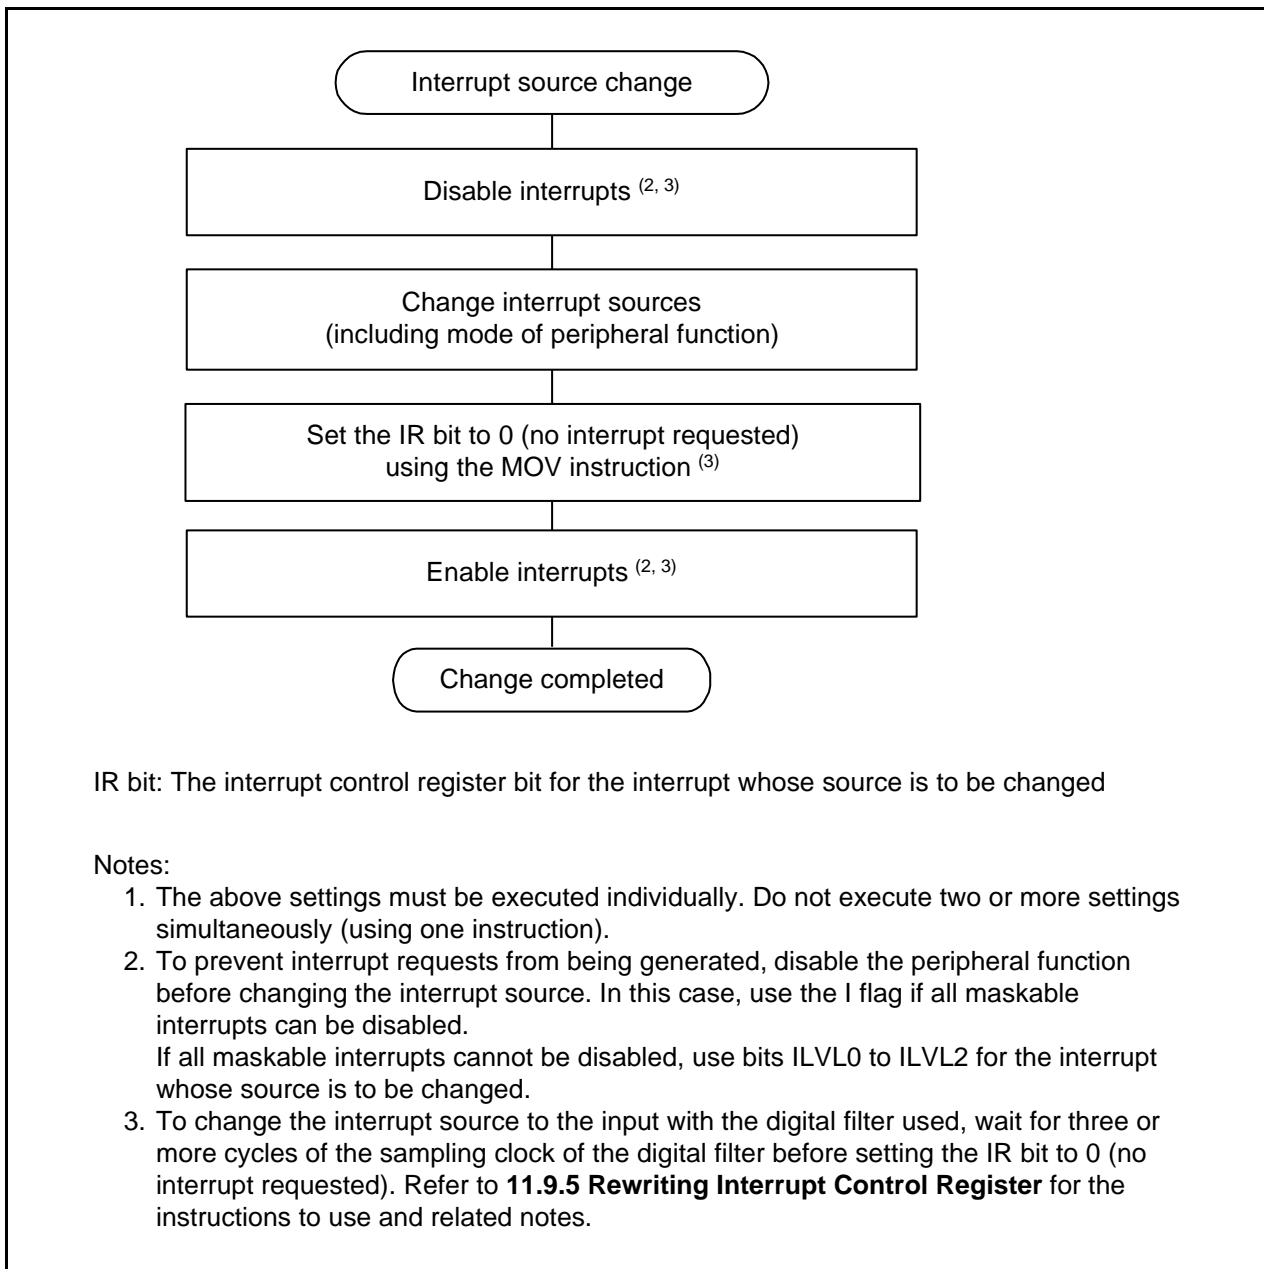 Interrupt source change
Disable interrupts (2, 3)
Change interrupt sources
(including mode of peripheral function)
Set the IR bit to 0 (no interrupt requested)
using the MOV instruction (3)
Enable interrupts (2, 3)
Change completed
IR bit: The interrupt control register bit for the interrupt whose source is to be changed
Notes:
1. The above settings must be executed individually. Do not execute two or more settings
simultaneously (using one instruction).
2. To prevent interrupt requests from being generated, disable the peripheral function
before changing the interrupt source. In this case, use the I flag if all maskable
interrupts can be disabled.
If all maskable interrupts cannot be disabled, use bits ILVL0 to ILVL2 for the interrupt
whose source is to be changed.
3. To change the interrupt source to the input with the digital filter used, wait for three or
more cycles of the sampling clock of the digital filter before setting the IR bit to 0 (no
interrupt requested). Refer to 11.9.5 Rewriting Interrupt Control Register for the
instructions to use and related notes.